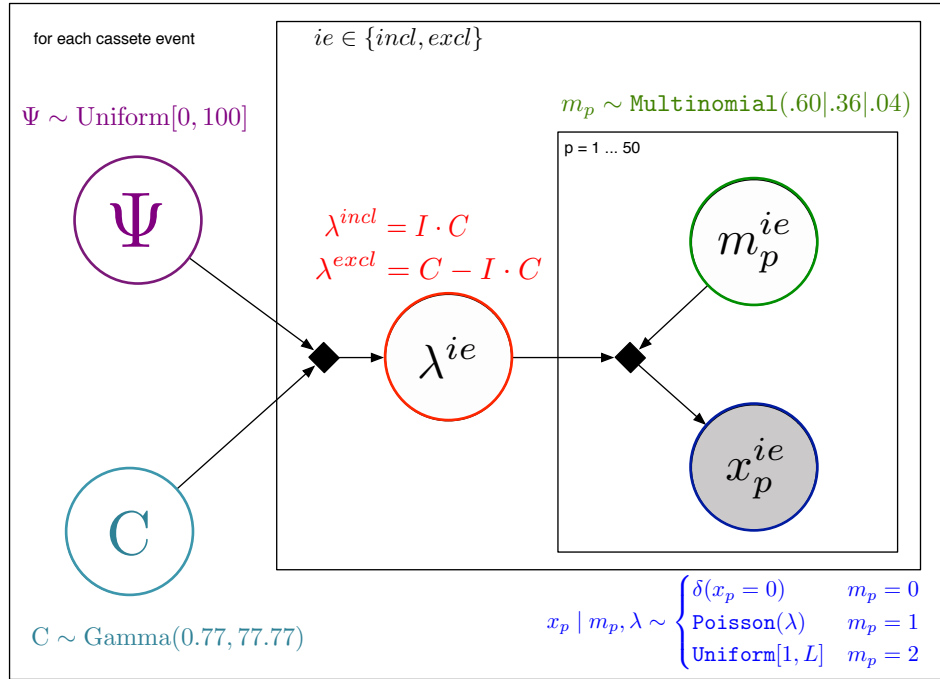 for each cassete event
ie ∈ {incl, excl}
Ψ ∼ Uniform[0, 100]
m_p ∼ Multinomial(.60|.36|.04)
p = 1 ... 50
Ψ
m_p^{ie}
λ^{incl} = I · C
λ^{excl} = C − I · C
λ^{ie}
x_p^{ie}
C
C ∼ Gamma(0.77, 77.77)
x_p | m_p, λ ∼ {
δ(x_p = 0) m_p = 0
Poisson(λ) m_p = 1
Uniform[1, L] m_p = 2